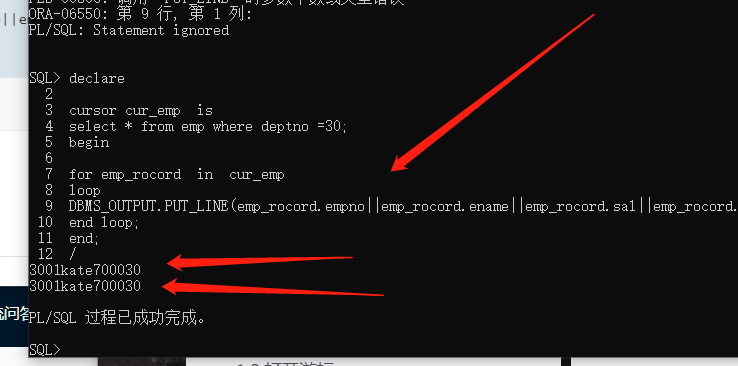 ORA-06550: 第 9 行, 第 1 列:
PL/SQL: Statement ignored
SQL> declare
2
3 cursor cur_emp is
4 select * from emp where deptno =30;
5 begin
6
7 for emp_rocord in cur_emp
8 loop
9 DBMS_OUTPUT.PUT_LINE(emp_rocord.empno||emp_rocord.ename||emp_rocord.sal||emp_rocord.
10 end loop;
11 end;
12 /
3001kate700030
3001kate700030
PL/SQL 过程已成功完成。
SQL>
问答